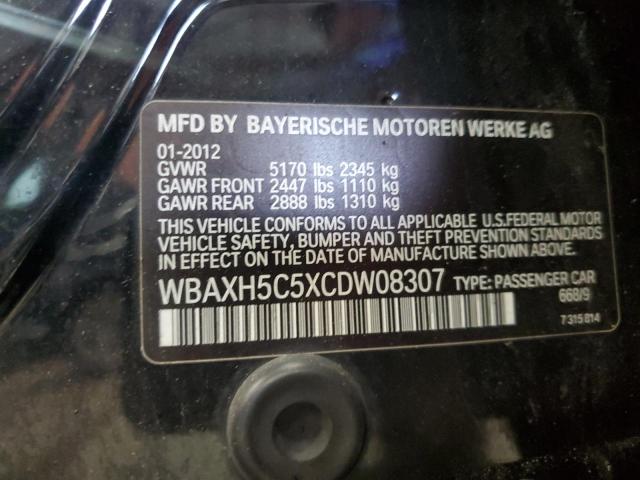 MFD BY BAYERISCHE MOTOREN WERKE AG
01-2012
GVWR 5170 lbs 2345 kg
GAWR FRONT 2447 lbs 1110 kg
GAWR REAR 2888 lbs 1310 kg
THIS VEHICLE CONFORMS TO ALL APPLICABLE U.S.FEDERAL MOTOR
VEHICLE SAFETY, BUMPER AND THEFT PREVENTION STANDARDS
IN EFFECT ON THE DATE OF MANUFACTURE SHOWN ABOVE.
WBAXH5C5XCDW08307 TYPE: PASSENGER CAR
668/9
7 315 814